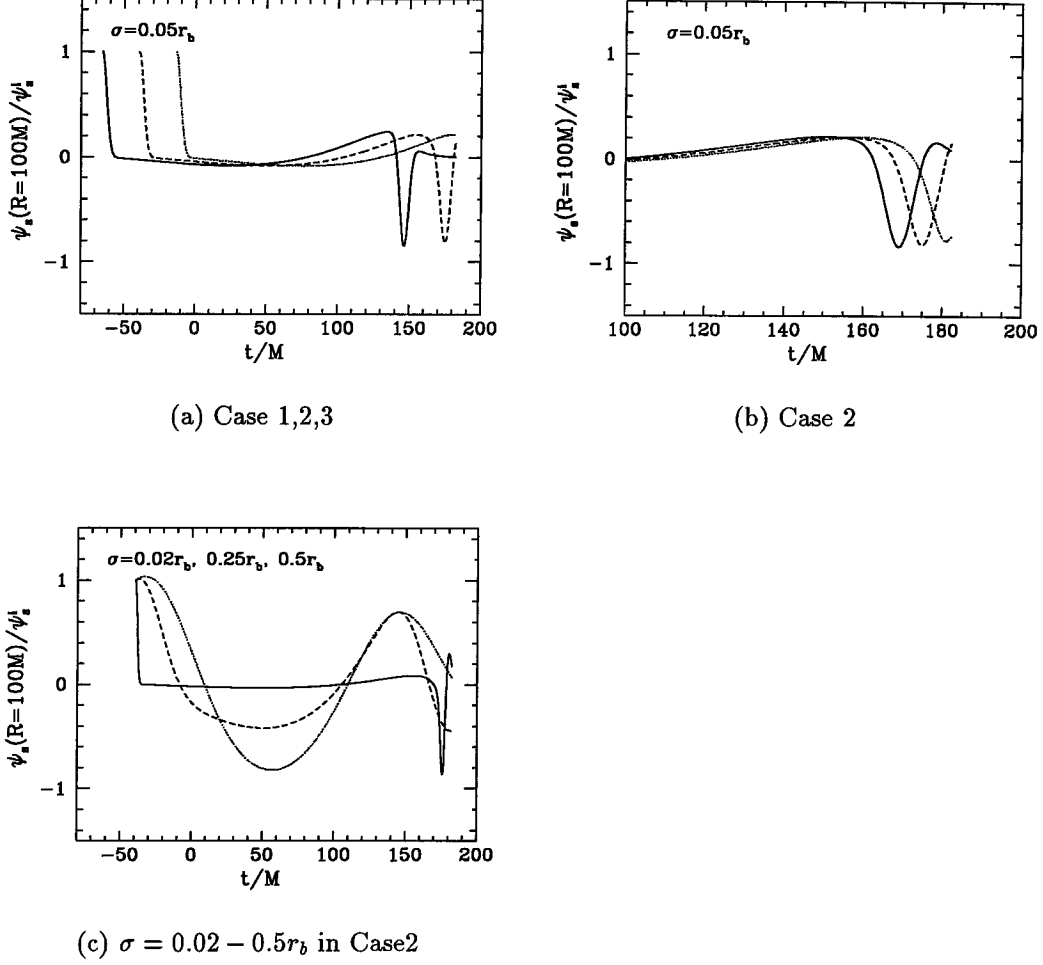 σ=0.05r_b
1
0
−1
ψ_s(R=100M)/ψ_s^i
−50 0 50 100 150 200
t/M
(a) Case 1,2,3
σ=0.05r_b
1
0
−1
ψ_s(R=100M)/ψ_s^i
100 120 140 160 180 200
t/M
(b) Case 2
σ=0.02r_b, 0.25r_b, 0.5r_b
1
0
−1
ψ_s(R=100M)/ψ_s^i
−50 0 50 100 150 200
t/M
(c) σ = 0.02 − 0.5r_b in Case2